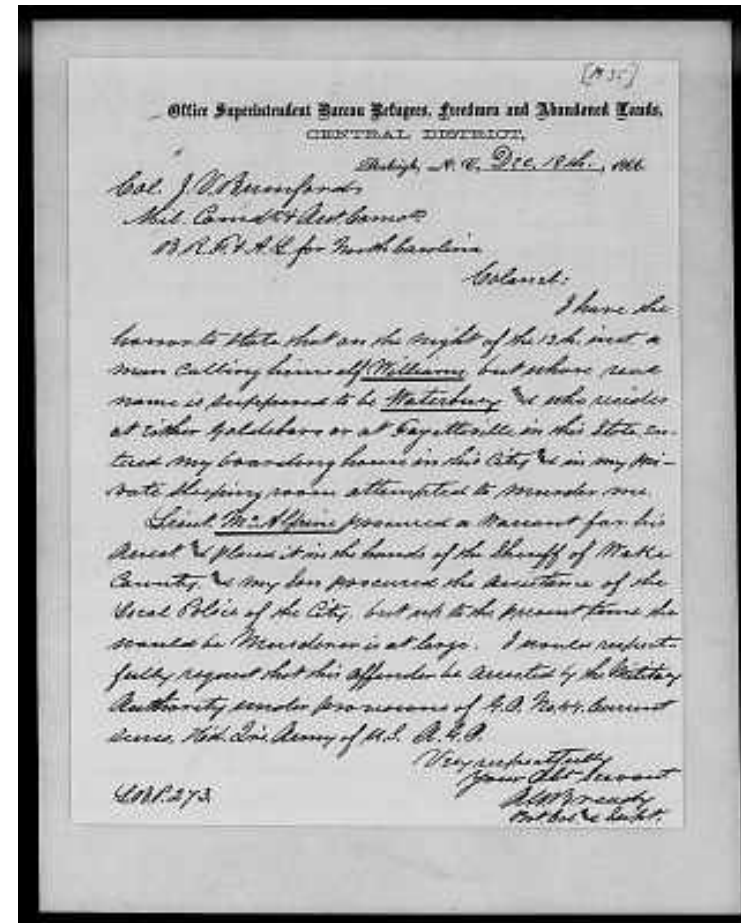 Office Superintendent Bureau Refugees, Freedmen and Abandoned Lands,
CENTRAL DISTRICT,
Raleigh, N. C. Dec. 18th, 1866
Col. J. V. Bumford
Mil. Comdt & Asst Comr
B. R. F. & A. L for North Carolina
Colonel:
I have the
honor to state that on the night of the 13th inst. a
man calling himself Williams but whose real
name is supposed to be Waterbury & who resides
at either Goldsboro or at Fayetteville in this State en-
tered my boarding house in this City & in my pri-
vate sleeping room attempted to murder me.
Lieut McAlpine procured a warrant for his
arrest & placed it in the hands of the Sheriff of Wake
County, & my son procured the assistance of the
Local Police of the City, but up to the present time the
would be Murderer is at large. I would respect-
fully request that this offender be arrested by the Military
Authority under provisions of G.O. No. 44. Current
series, Hed. Qrs. Army of U.S. A.G.O.
Very respectfully
Your Obt Servant
Bvt Col & Supt.
273